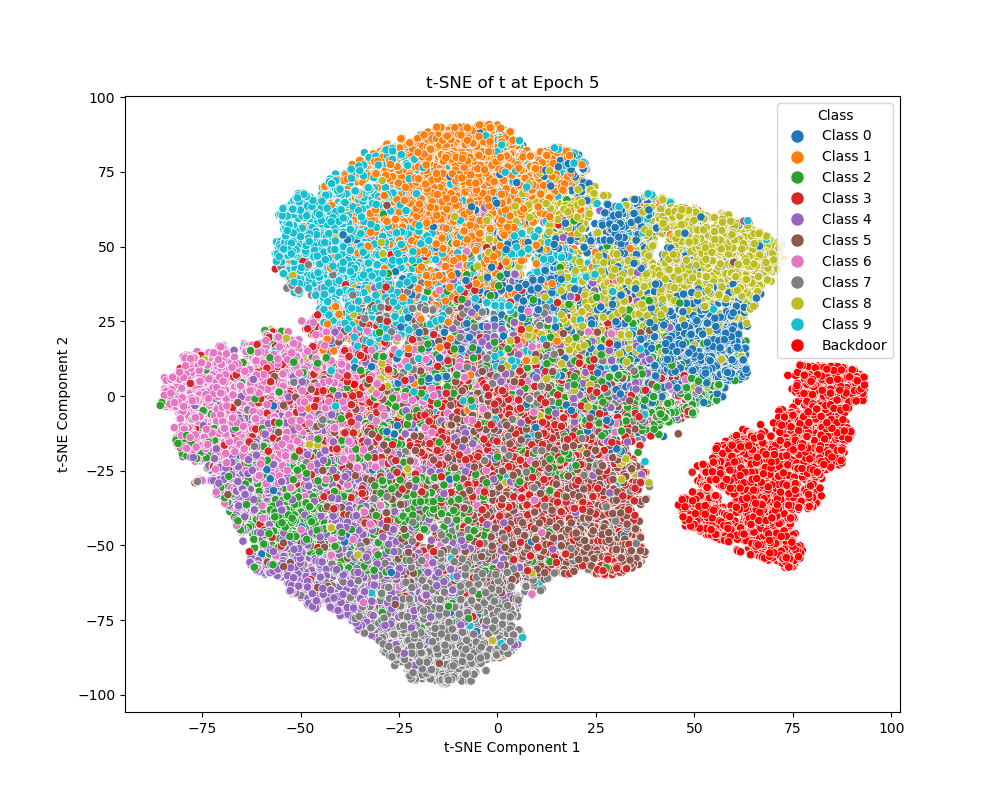 t-SNE of t at Epoch 5
100
75
50
25
0
−25
−50
−75
−100
t-SNE Component 2
−75
−50
−25
0
25
50
75
100
t-SNE Component 1
Class
Class 0
Class 1
Class 2
Class 3
Class 4
Class 5
Class 6
Class 7
Class 8
Class 9
Backdoor